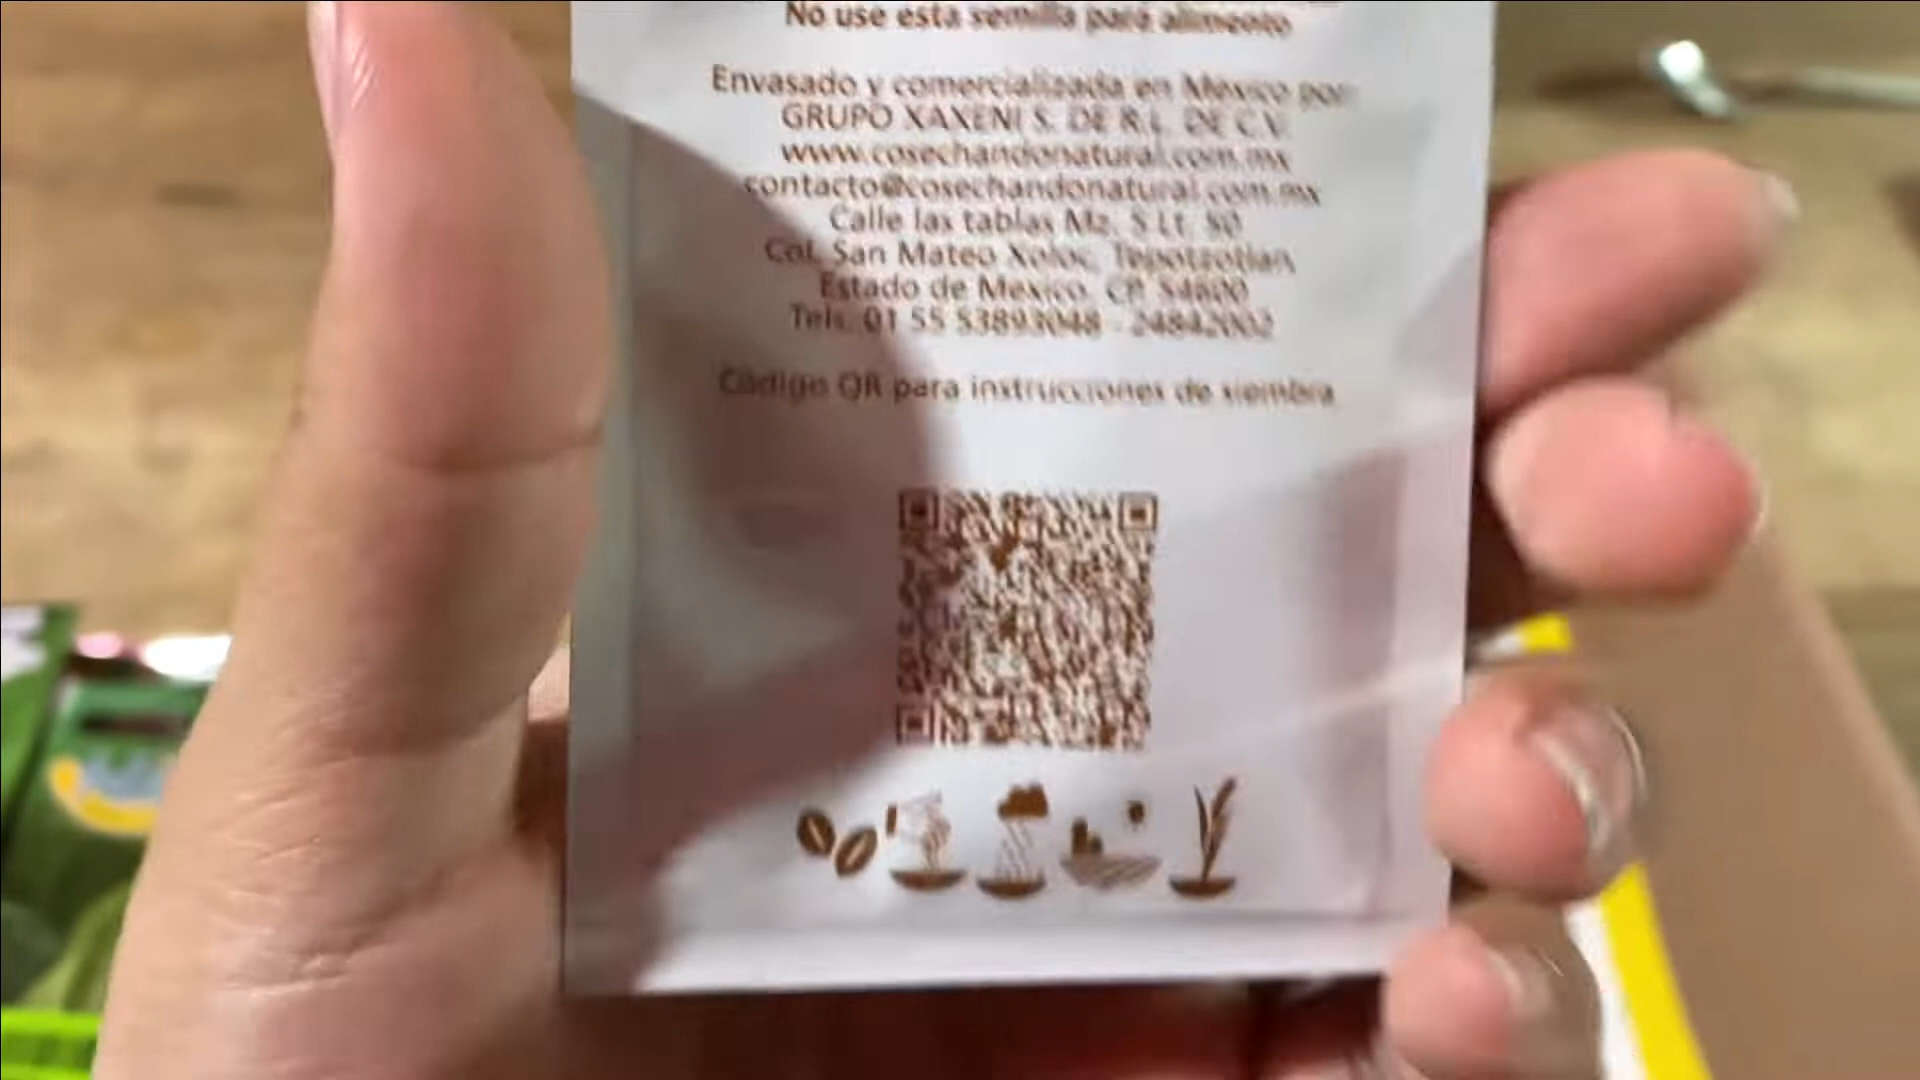 No use esta semilla para alimento
Envasado y comercializada en México por:
GRUPO XAXENI S. DE R.L. DE C.V.
www.cosechandonatural.com.mx
contacto@cosechandonatural.com.mx
Calle las tablas Mz. 5 Lt. 50
Col. San Mateo Xoloc, Tepotzotlan,
Estado de Mexico. CP. 54600
Tels. 01 55 53893048 - 24842002
Código QR para instrucciones de siembra